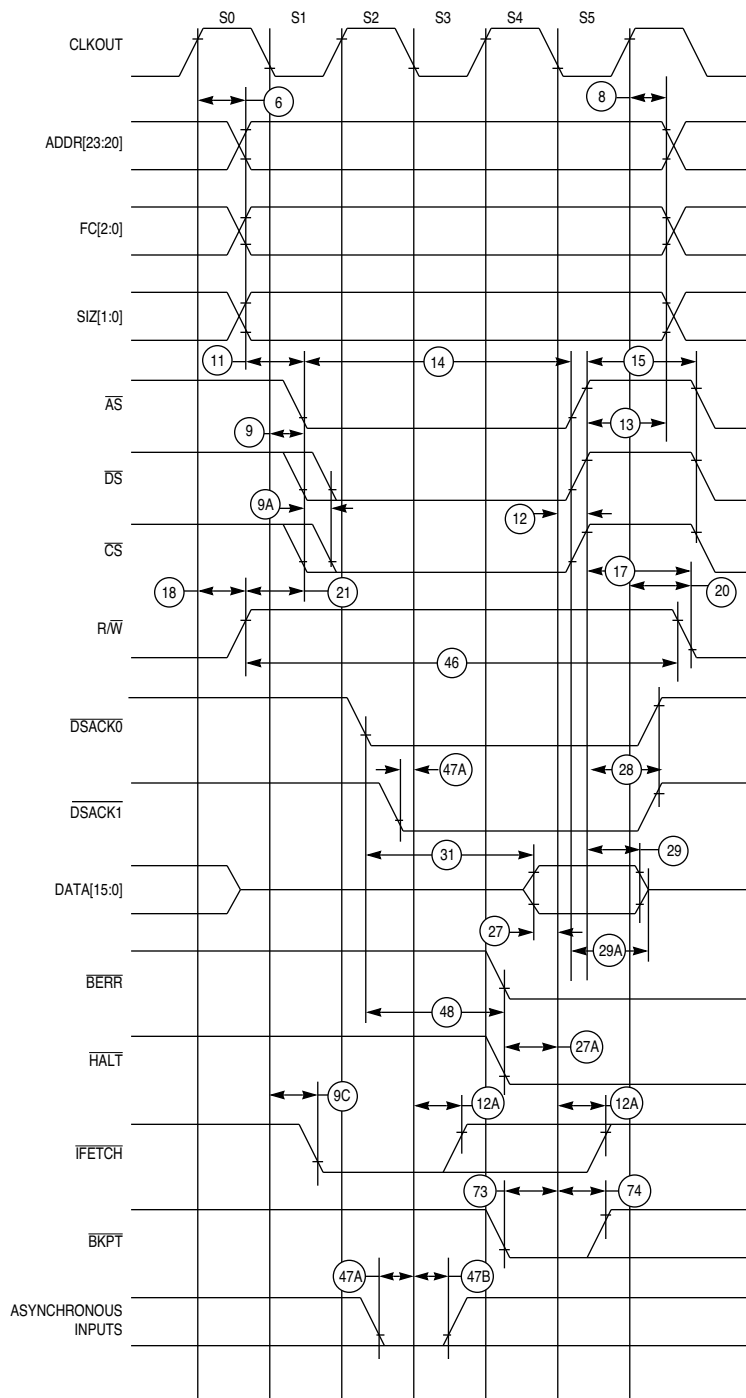 S0 S1 S2 S3 S4 S5
CLKOUT
6 8
ADDR[23:20]
FC[2:0]
SIZ[1:0]
11 14 15
AS
9 13
DS
9A 12
CS
17
18 21 20
R/W
46
DSACK0
47A 28
DSACK1
31 29
DATA[15:0]
27 29A
BERR
48
HALT 27A
9C 12A 12A
IFETCH
73 74
BKPT
47A 47B
ASYNCHRONOUS
INPUTS